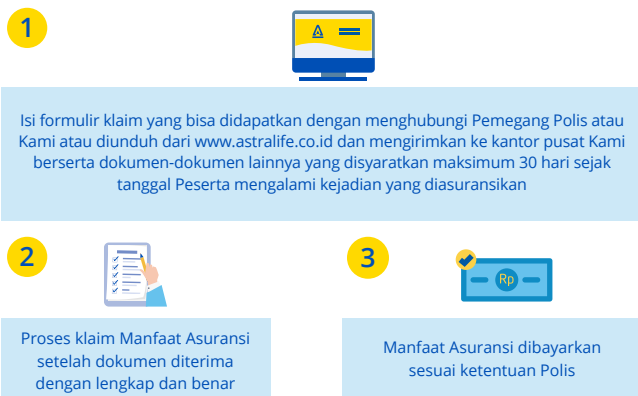 1
Isi formulir klaim yang bisa didapatkan dengan menghubungi Pemegang Polis atau
Kami atau diunduh dari www.astralife.co.id dan mengirimkan ke kantor pusat Kami
berserta dokumen-dokumen lainnya yang disyaratkan maksimum 30 hari sejak
tanggal Peserta mengalami kejadian yang diasuransikan
2
Proses klaim Manfaat Asuransi
setelah dokumen diterima
dengan lengkap dan benar
3
Rp
Manfaat Asuransi dibayarkan
sesuai ketentuan Polis